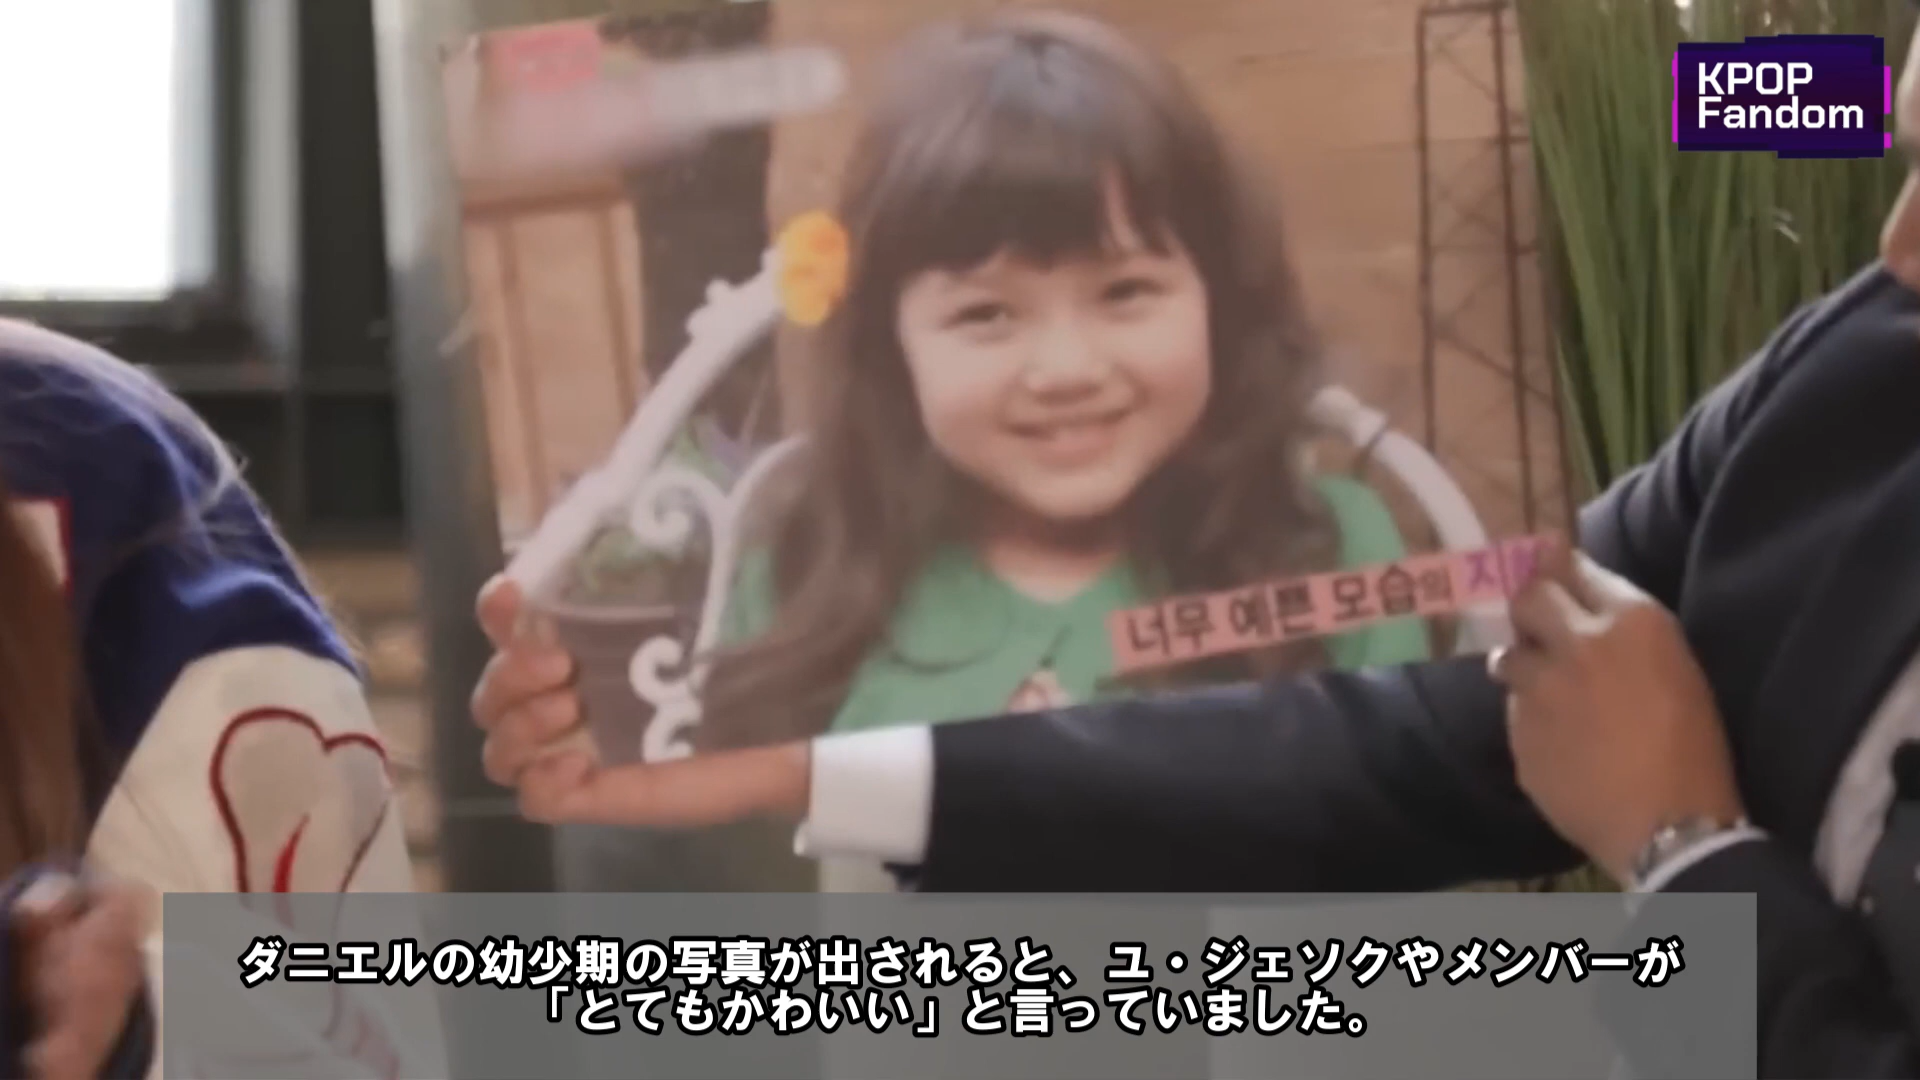 KPOP
Fandom
너무 예쁜 모습의
ダニエルの幼少期の写真が出されると、ユ・ジェソクやメンバーが
「とてもかわいい」と言っていました。